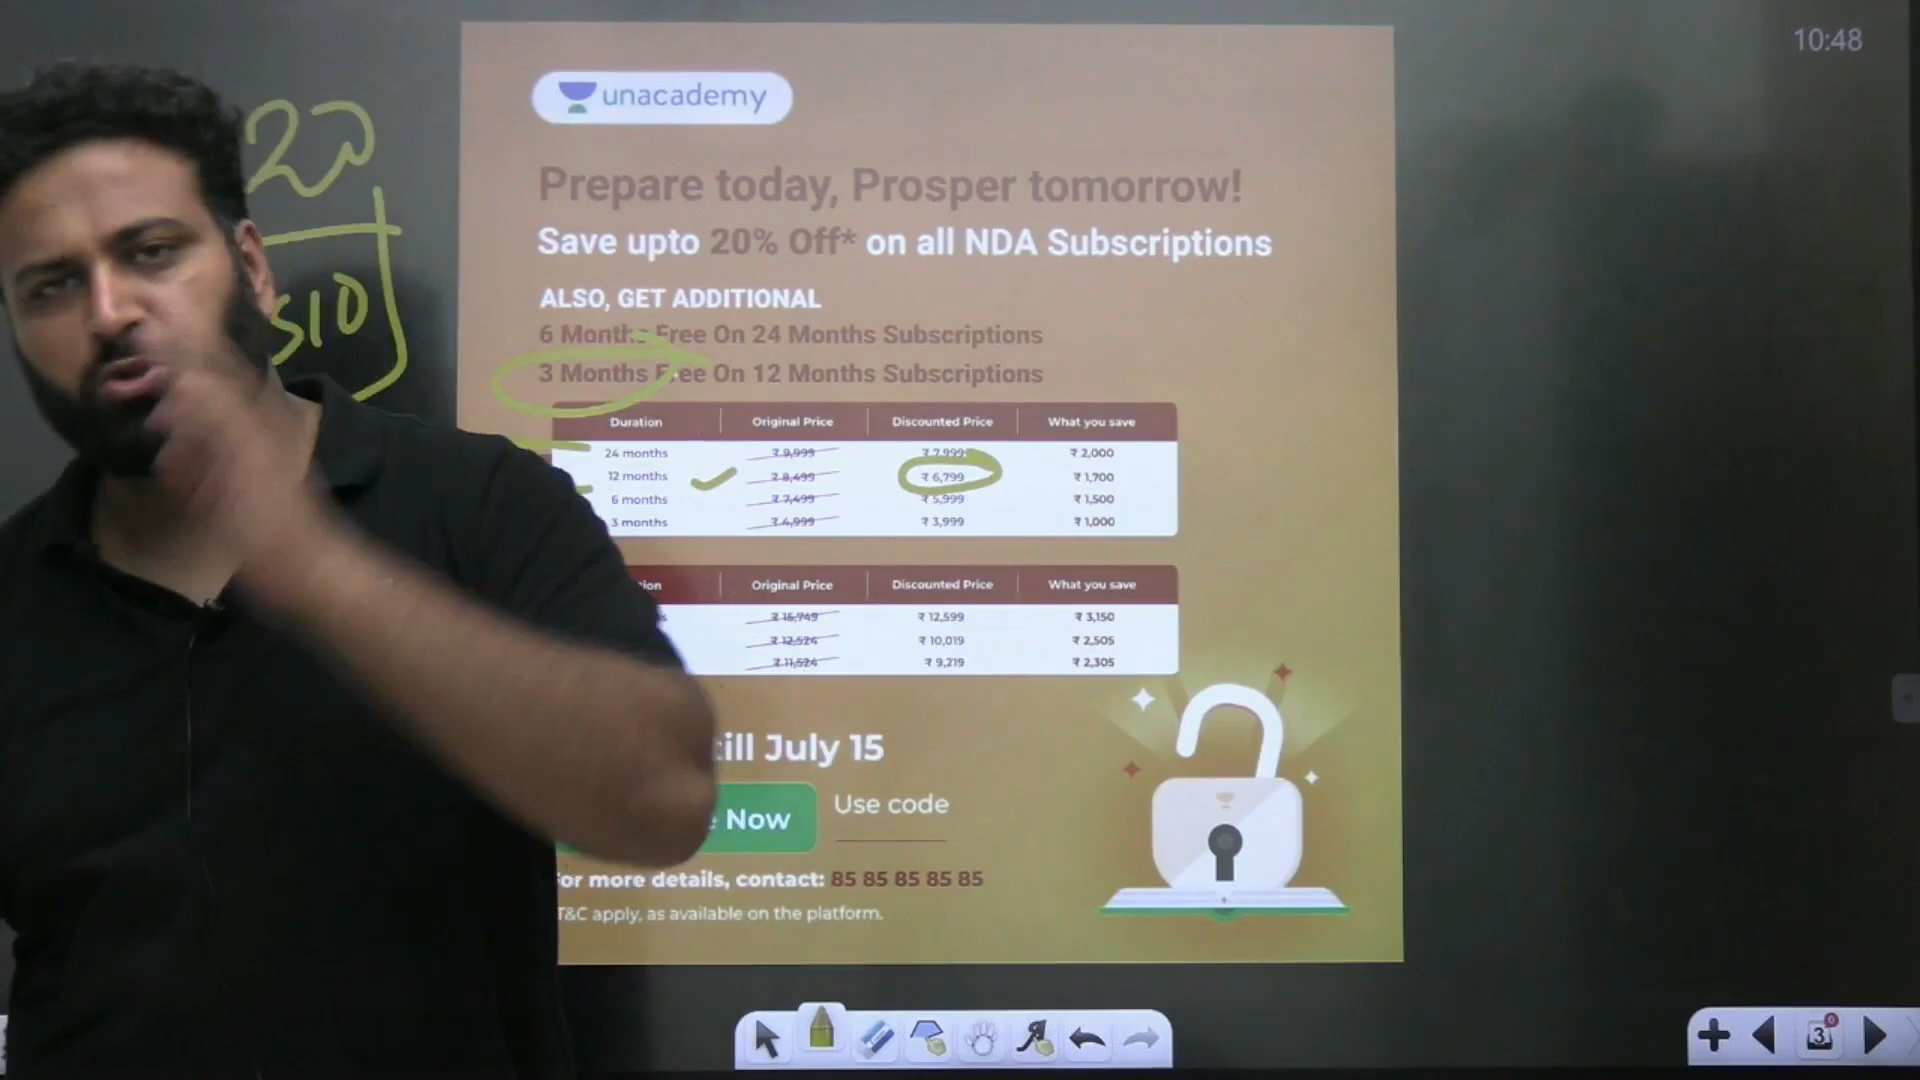 10:48
unacademy
20
S10
Prepare today, Prosper tomorrow!
Save upto 20% Off* on all NDA Subscriptions
ALSO, GET ADDITIONAL
6 Months Free On 24 Months Subscriptions
3 Months Free On 12 Months Subscriptions
Duration Original Price Discounted Price What you save
24 months ₹ 9,999 ₹ 7,999 ₹ 2,000
12 months ₹ 8,499 ₹ 6,799 ₹ 1,700
6 months ₹ 7,499 ₹ 5,999 ₹ 1,500
3 months ₹ 4,999 ₹ 3,999 ₹ 1,000
Original Price Discounted Price What you save
₹ 15,749 ₹ 12,599 ₹ 3,150
₹ 12,524 ₹ 10,019 ₹ 2,505
₹ 11,524 ₹ 9,219 ₹ 2,305
till July 15
Now
Use code
For more details, contact: 85 85 85 85 85
T&C apply, as available on the platform.
3